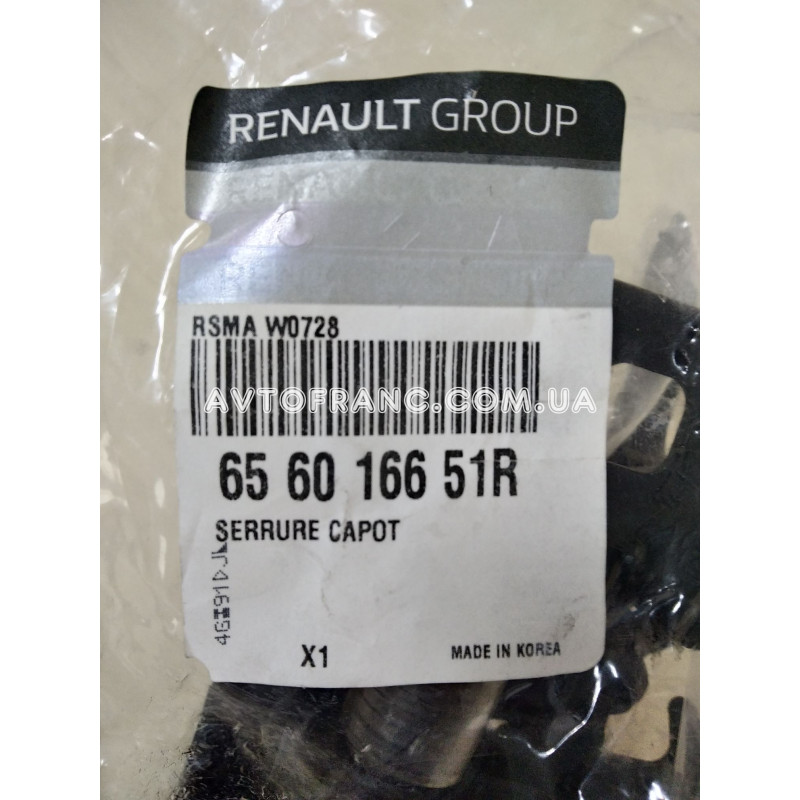 RENAULT GROUP
RSMA W0728
AVTOFRANC.COM.UA
65 60 166 51R
SERRURE CAPOT
X1
MADE IN KOREA